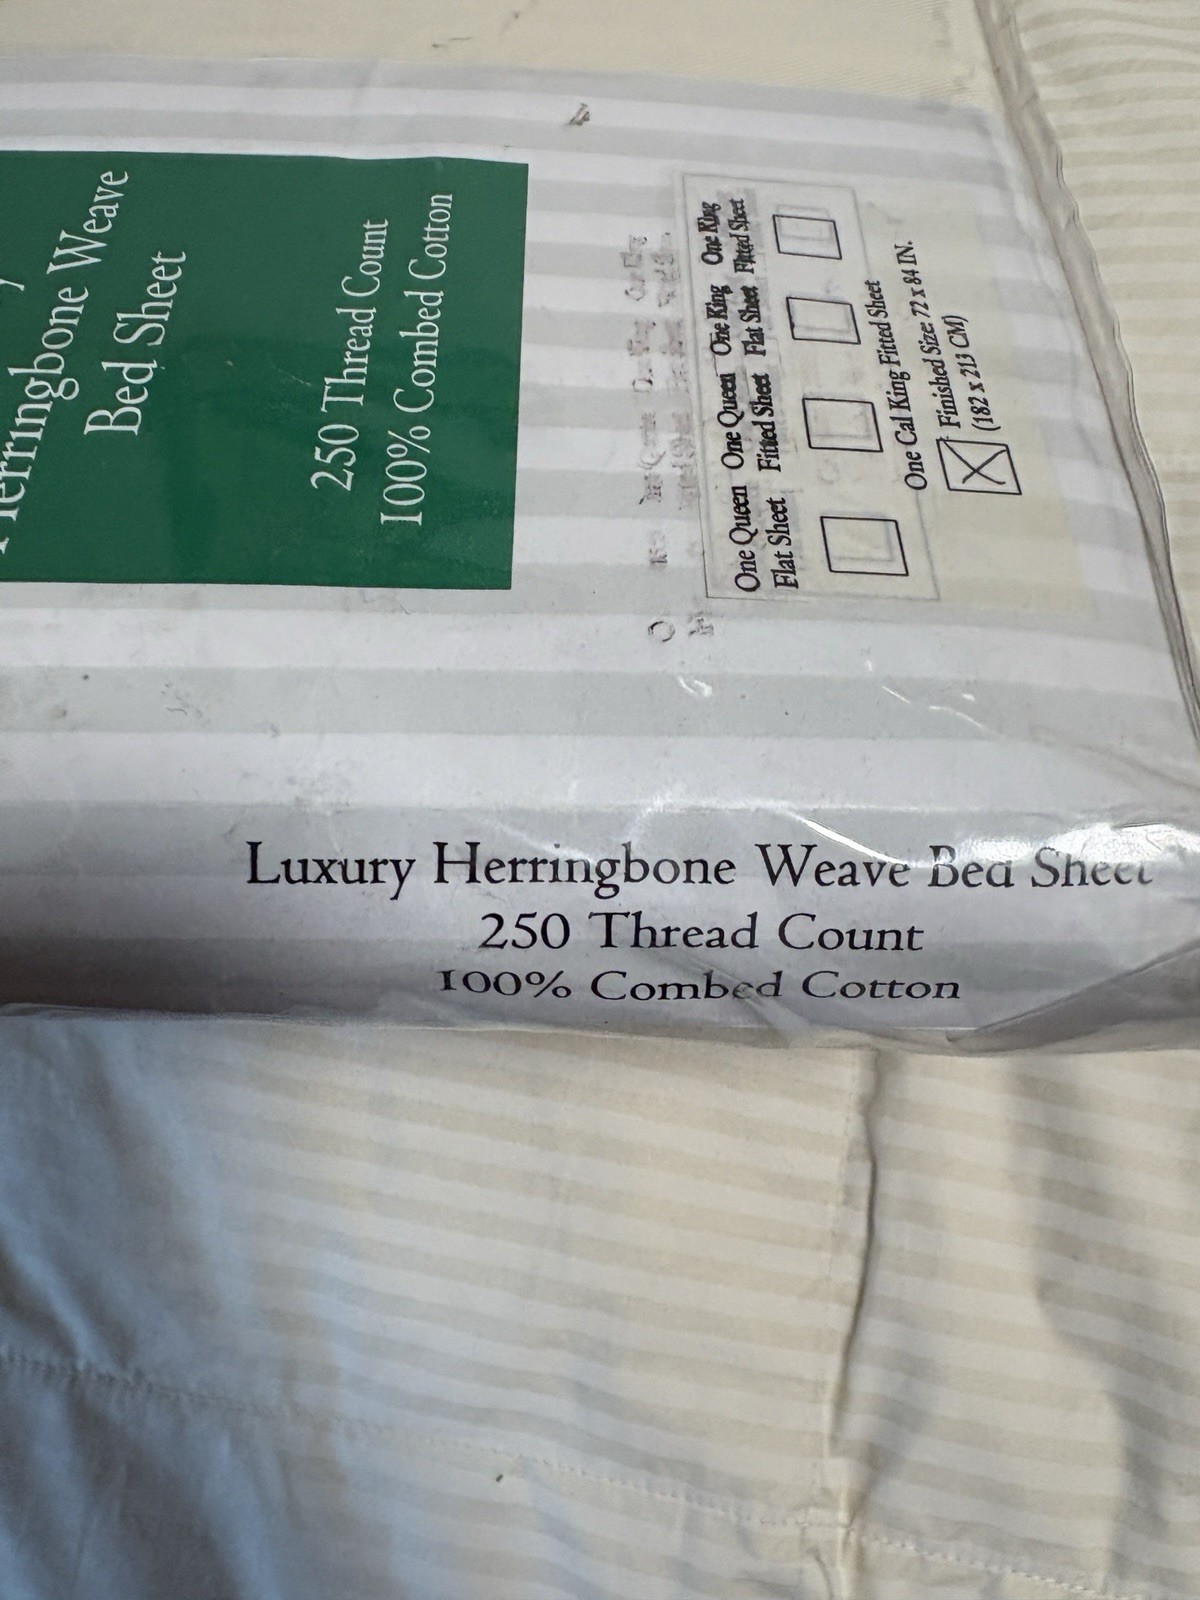 Herringbone Weave
Bed Sheet
250 Thread Count
100% Combed Cotton
One Queen One Queen One King One King
Flat Sheet Fitted Sheet Flat Sheet Fitted Sheet
One Cal King Fitted Sheet
Finished Size: 72 x 84 IN.
(182 x 213 CM)
Luxury Herringbone Weave Bed Sheet
250 Thread Count
100% Combed Cotton